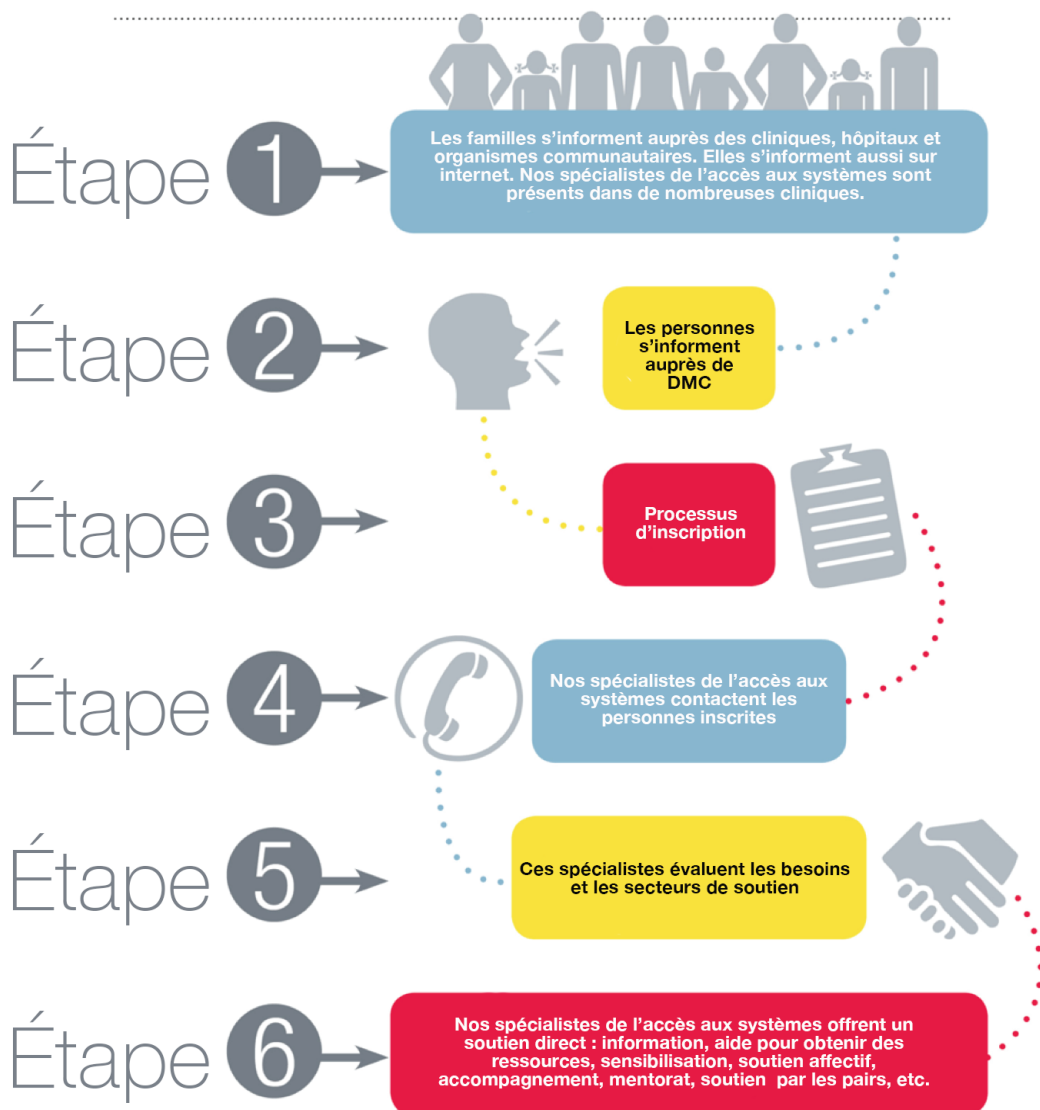 Étape 1
Les familles s’informent auprès des cliniques, hôpitaux et
organismes communautaires. Elles s’informent aussi sur
internet. Nos spécialistes de l’accès aux systèmes sont
présents dans de nombreuses cliniques.
Étape 2
Les personnes
s’informent
auprès de
DMC
Étape 3
Processus
d’inscription
Étape 4
Nos spécialistes de l’accès aux
systèmes contactent les
personnes inscrites
Étape 5
Ces spécialistes évaluent les besoins
et les secteurs de soutien
Étape 6
Nos spécialistes de l’accès aux systèmes offrent un
soutien direct : information, aide pour obtenir des
ressources, sensibilisation, soutien affectif,
accompagnement, mentorat, soutien  par les pairs, etc.